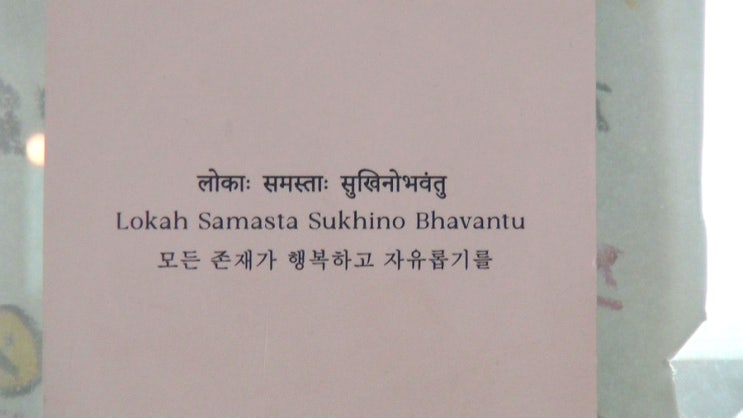 लोकाः समस्ताः सुखिनोभवंतु
Lokah Samasta Sukhino Bhavantu
모든 존재가 행복하고 자유롭기를